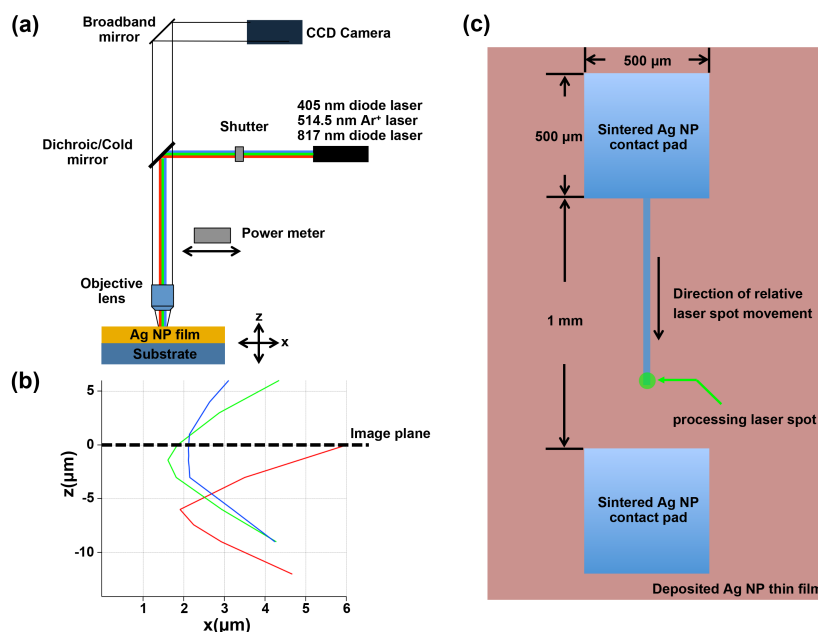 (a)
Broadband
mirror
CCD Camera
405 nm diode laser
514.5 nm Ar⁺ laser
817 nm diode laser
Shutter
Dichroic/Cold
mirror
Power meter
Objective
lens
z
x
Ag NP film
Substrate
(b)
5
0
-5
-10
z(µm)
Image plane
1 2 3 4 5 6
x(µm)
(c)
500 µm
500 µm
Sintered Ag NP
contact pad
1 mm
Direction of relative
laser spot movement
processing laser spot
Sintered Ag NP
contact pad
Deposited Ag NP thin film